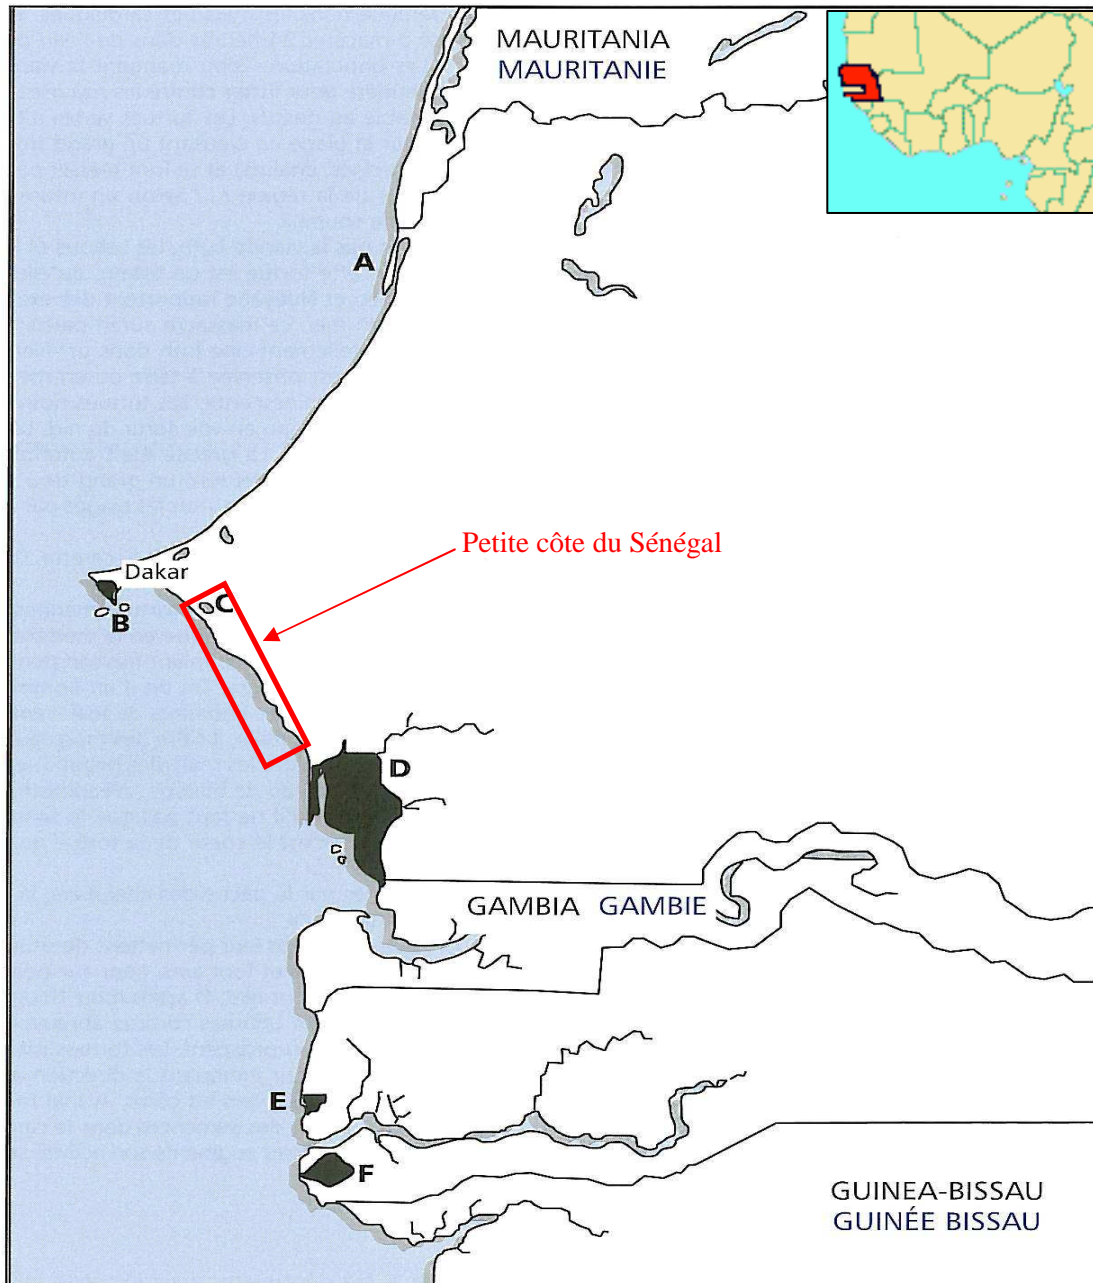 MAURITANIA
MAURITANIE
A
Petite côte du Sénégal
Dakar
C
B
D
GAMBIA GAMBIE
E
F
GUINEA-BISSAU
GUINÉE BISSAU